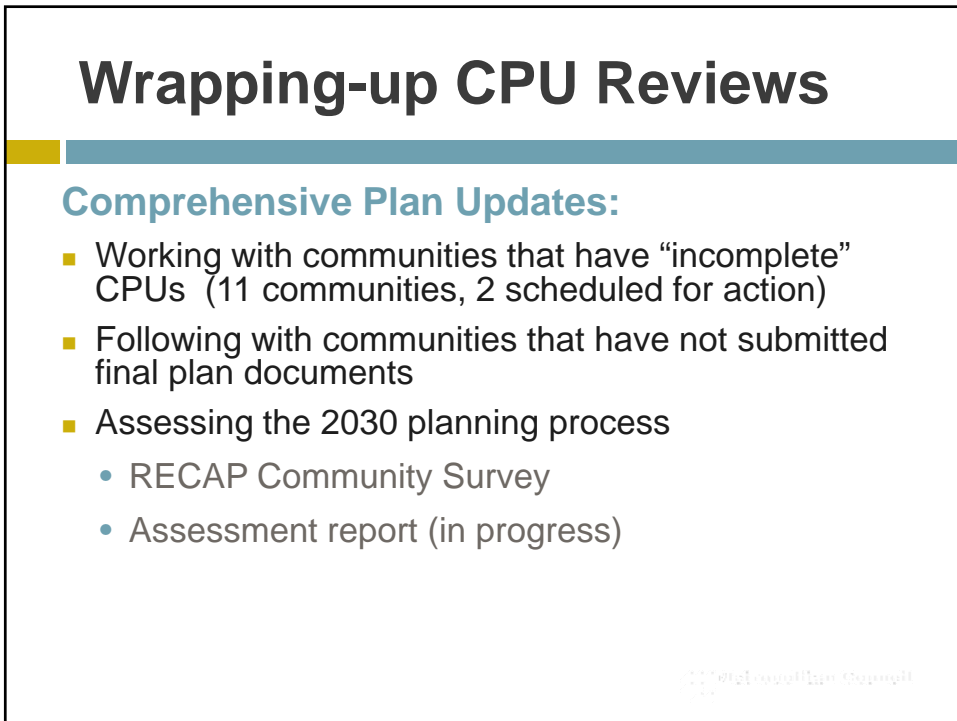 Wrapping-up CPU Reviews
Comprehensive Plan Updates:
Working with communities that have “incomplete”
CPUs (11 communities, 2 scheduled for action)
Following with communities that have not submitted
final plan documents
Assessing the 2030 planning process
RECAP Community Survey
Assessment report (in progress)
Metropolitan Council